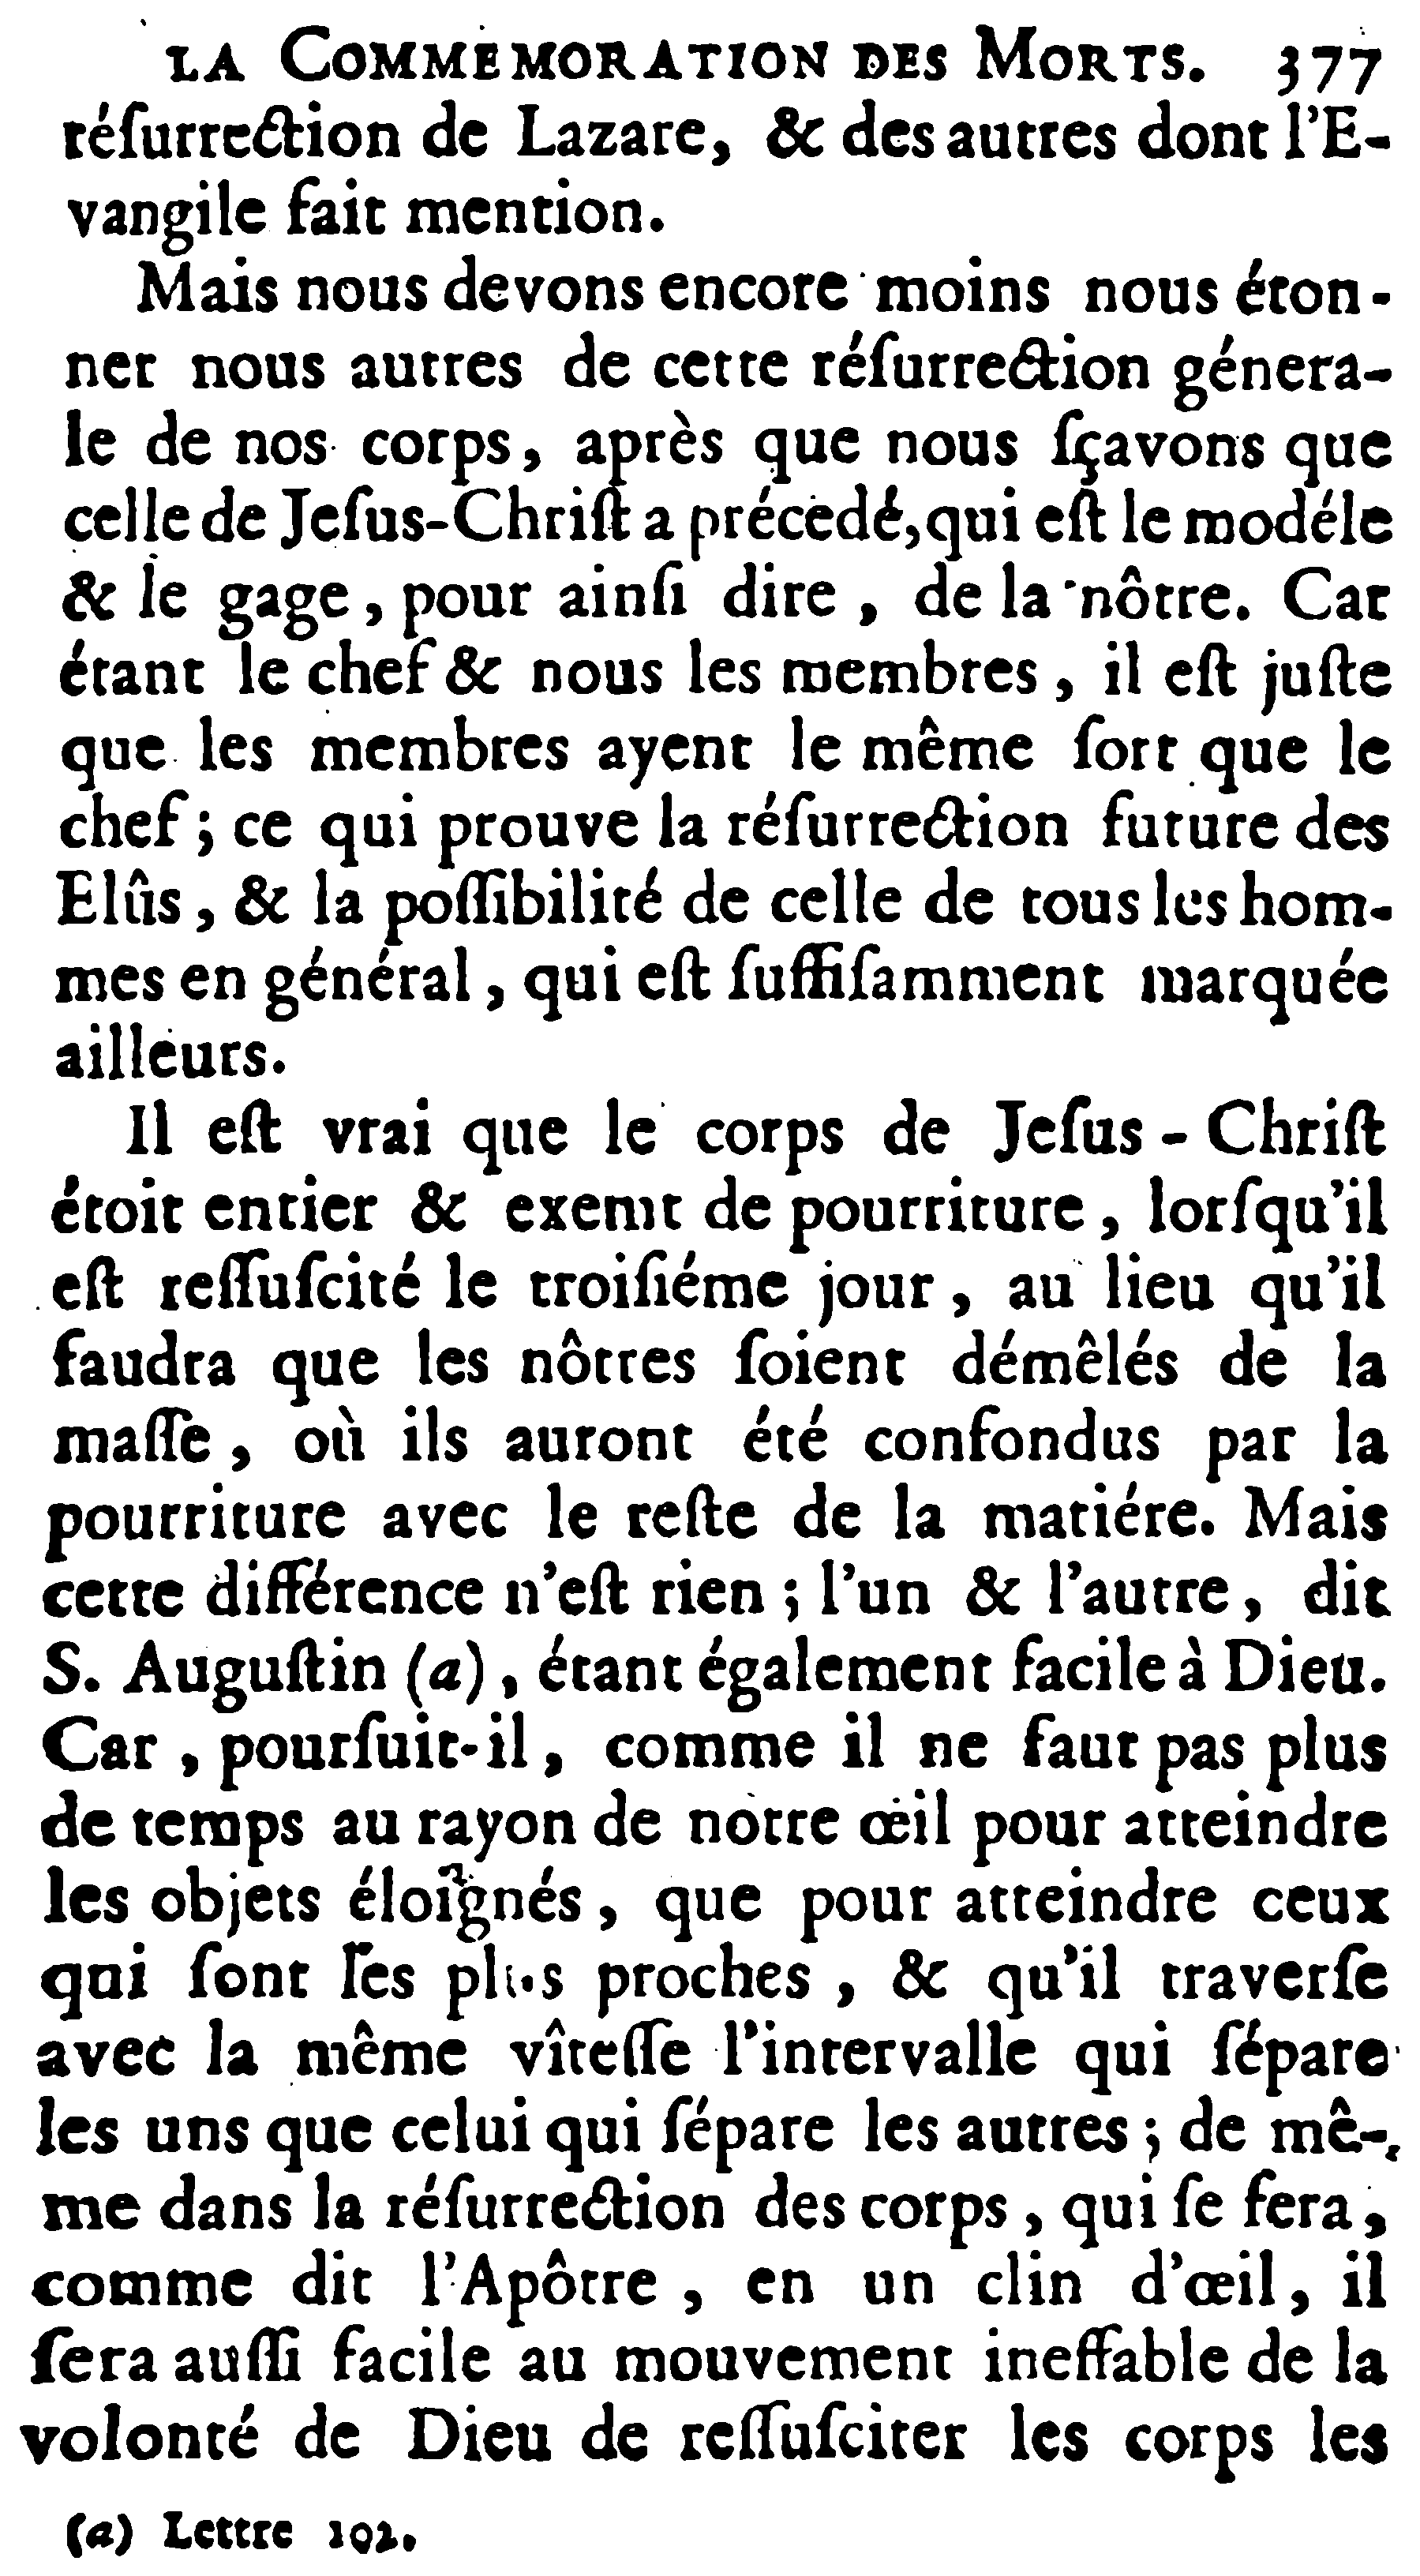 LA COMMEMORATION DES MORTS. 377
réſurrection de Lazare, & des autres dont l'E-
vangile fait mention.
Mais nous devons encore moins nous éton-
ner nous autres de cette réſurrection génera-
le de nos corps, après que nous ſçavons que
celle de Jeſus-Chriſt a précedé, qui eſt le modéle
& le gage, pour ainſi dire, de la nôtre. Car
étant le chef & nous les membres, il eſt juſte
que les membres ayent le même ſort que le
chef; ce qui prouve la réſurrection future des
Elûs, & la poſſibilité de celle de tous les hom-
mes en général, qui eſt ſuffiſamment marquée
ailleurs.
Il eſt vrai que le corps de Jeſus-Chriſt
étoit entier & exemt de pourriture, lorſqu'il
eſt reſſuſcité le troiſiéme jour, au lieu qu'il
faudra que les nôtres ſoient démêlés de la
maſſe, où ils auront été confondus par la
pourriture avec le reſte de la matiére. Mais
cette différence n'eſt rien; l'un & l'autre, dit
S. Auguſtin (a), étant également facile à Dieu.
Car, pourſuit-il, comme il ne faut pas plus
de temps au rayon de notre œil pour atteindre
les objets éloignés, que pour atteindre ceux
qui ſont les plus proches, & qu'il traverſe
avec la même vîteſſe l'intervalle qui ſépare
les uns que celui qui ſépare les autres; de mê-
me dans la réſurrection des corps, qui ſe fera,
comme dit l'Apôtre, en un clin d'œil, il
ſera auſſi facile au mouvement ineffable de la
volonté de Dieu de reſſuſciter les corps les
(a) Lettre 102.